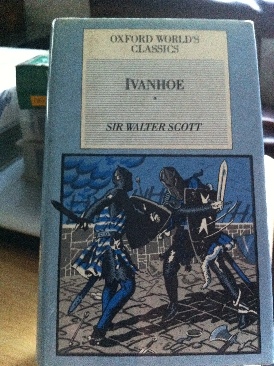 OXFORD WORLD'S
CLASSICS
IVANHOE
SIR WALTER SCOTT